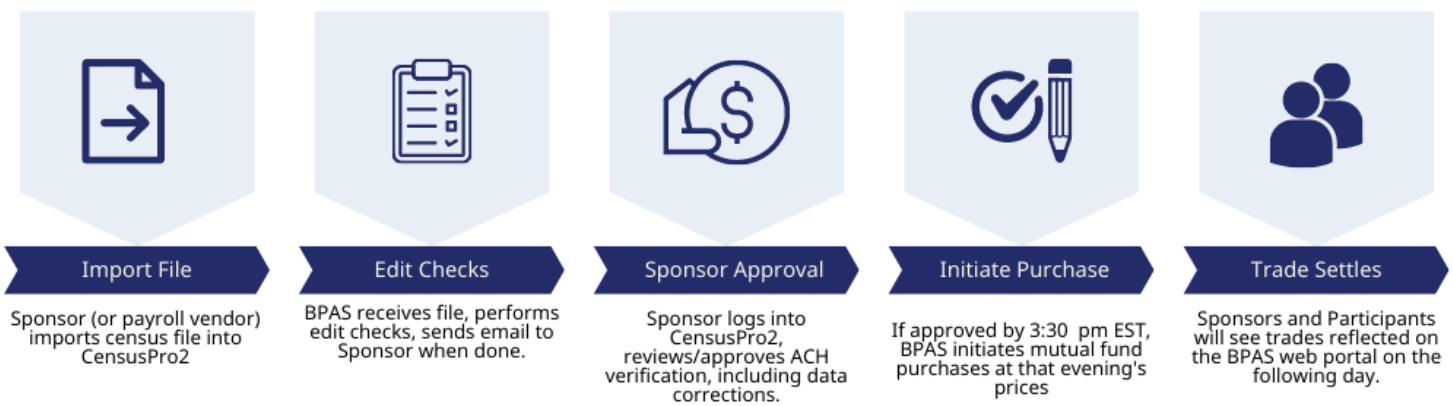 Import File
Sponsor (or payroll vendor)
imports census file into
CensusPro2
Edit Checks
BPAS receives file, performs
edit checks, sends email to
Sponsor when done.
$
Sponsor Approval
Sponsor logs into
CensusPro2,
reviews/approves ACH
verification, including data
corrections.
Initiate Purchase
If approved by 3:30 pm EST,
BPAS initiates mutual fund
purchases at that evening's
prices
Trade Settles
Sponsors and Participants
will see trades reflected on
the BPAS web portal on the
following day.